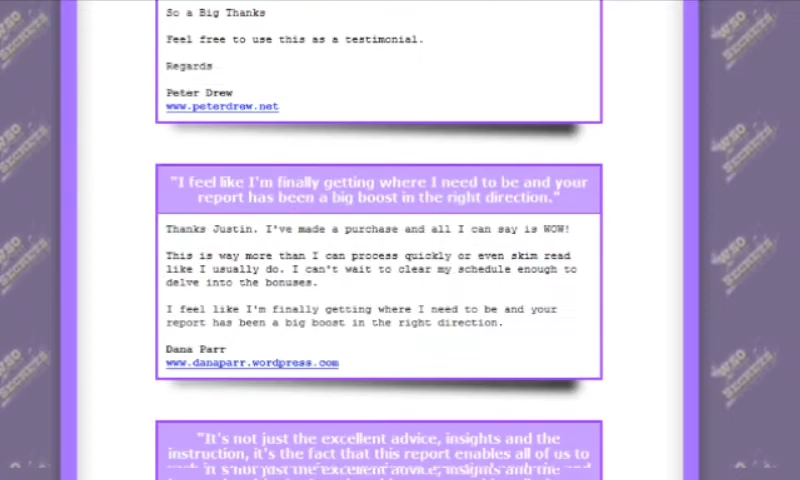 So a Big Thanks
Feel free to use this as a testimonial.
Regards
Peter Drew
www.peterdrew.net
"I feel like I'm finally getting where I need to be and your
report has been a big boost in the right direction."
Thanks Justin. I've made a purchase and all I can say is WOW!
This is way more than I can process quickly or even skim read
like I usually do. I can't wait to clear my schedule enough to
delve into the bonuses.
I feel like I'm finally getting where I need to be and your
report has been a big boost in the right direction.
Dana Parr
www.danaparr.wordpress.com
"It's not just the excellent advice, insights and the
instruction, it's the fact that this report enables all of us to
WSO
SECRETS